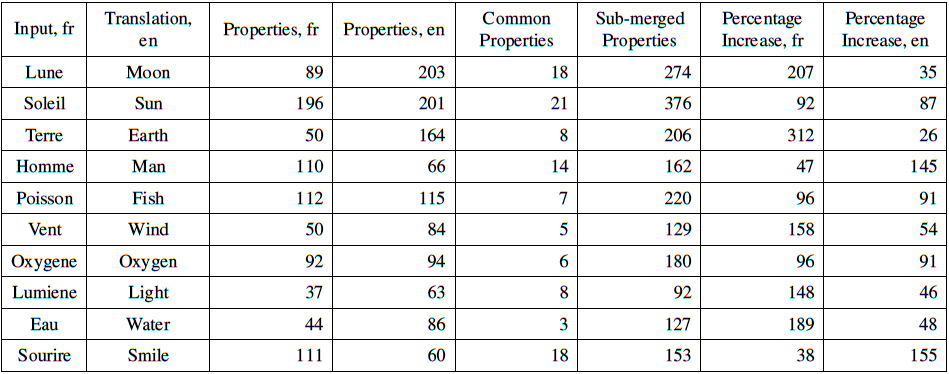 Input, fr Translation, en Properties, fr Properties, en Common Properties Sub-merged Properties Percentage Increase, fr Percentage Increase, en
Lune Moon 89 203 18 274 207 35
Soleil Sun 196 201 21 376 92 87
Terre Earth 50 164 8 206 312 26
Homme Man 110 66 14 162 47 145
Poisson Fish 112 115 7 220 96 91
Vent Wind 50 84 5 129 158 54
Oxygene Oxygen 92 94 6 180 96 91
Lumiene Light 37 63 8 92 148 46
Eau Water 44 86 3 127 189 48
Sourire Smile 111 60 18 153 38 155